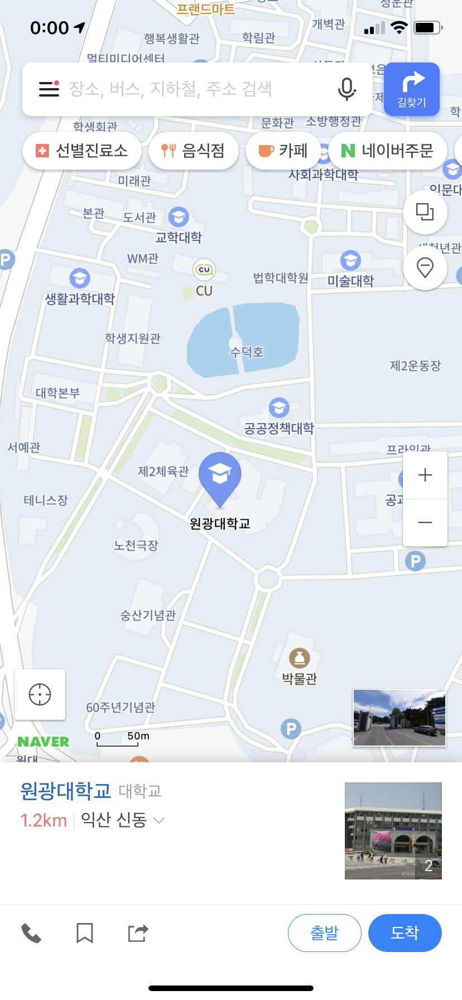 프랜드마트
0:00
개벽관
행복생활관
학림관
멀티미디어센터
장소, 버스, 지하철, 주소 검색
길찾기
학생회관
문화관
소방행정관
선별진료소
음식점
카페
N 네이버주문
미래관
사회과학대학
인문대
본관
도서관
교학대학
WM관
CU
CU
법학대학원
미술대학
생활과학대학
P
학생지원관
수덕호
제2운동장
대학본부
공공정책대학
서예관
프라임관
제2체육관
테니스장
원광대학교
노천극장
P
숭산기념관
박물관
60주년기념관
P
NAVER
0 50m
원대
원광대학교 대학교
1.2km 익산 신동
2
www.encyber.c
출발
도착